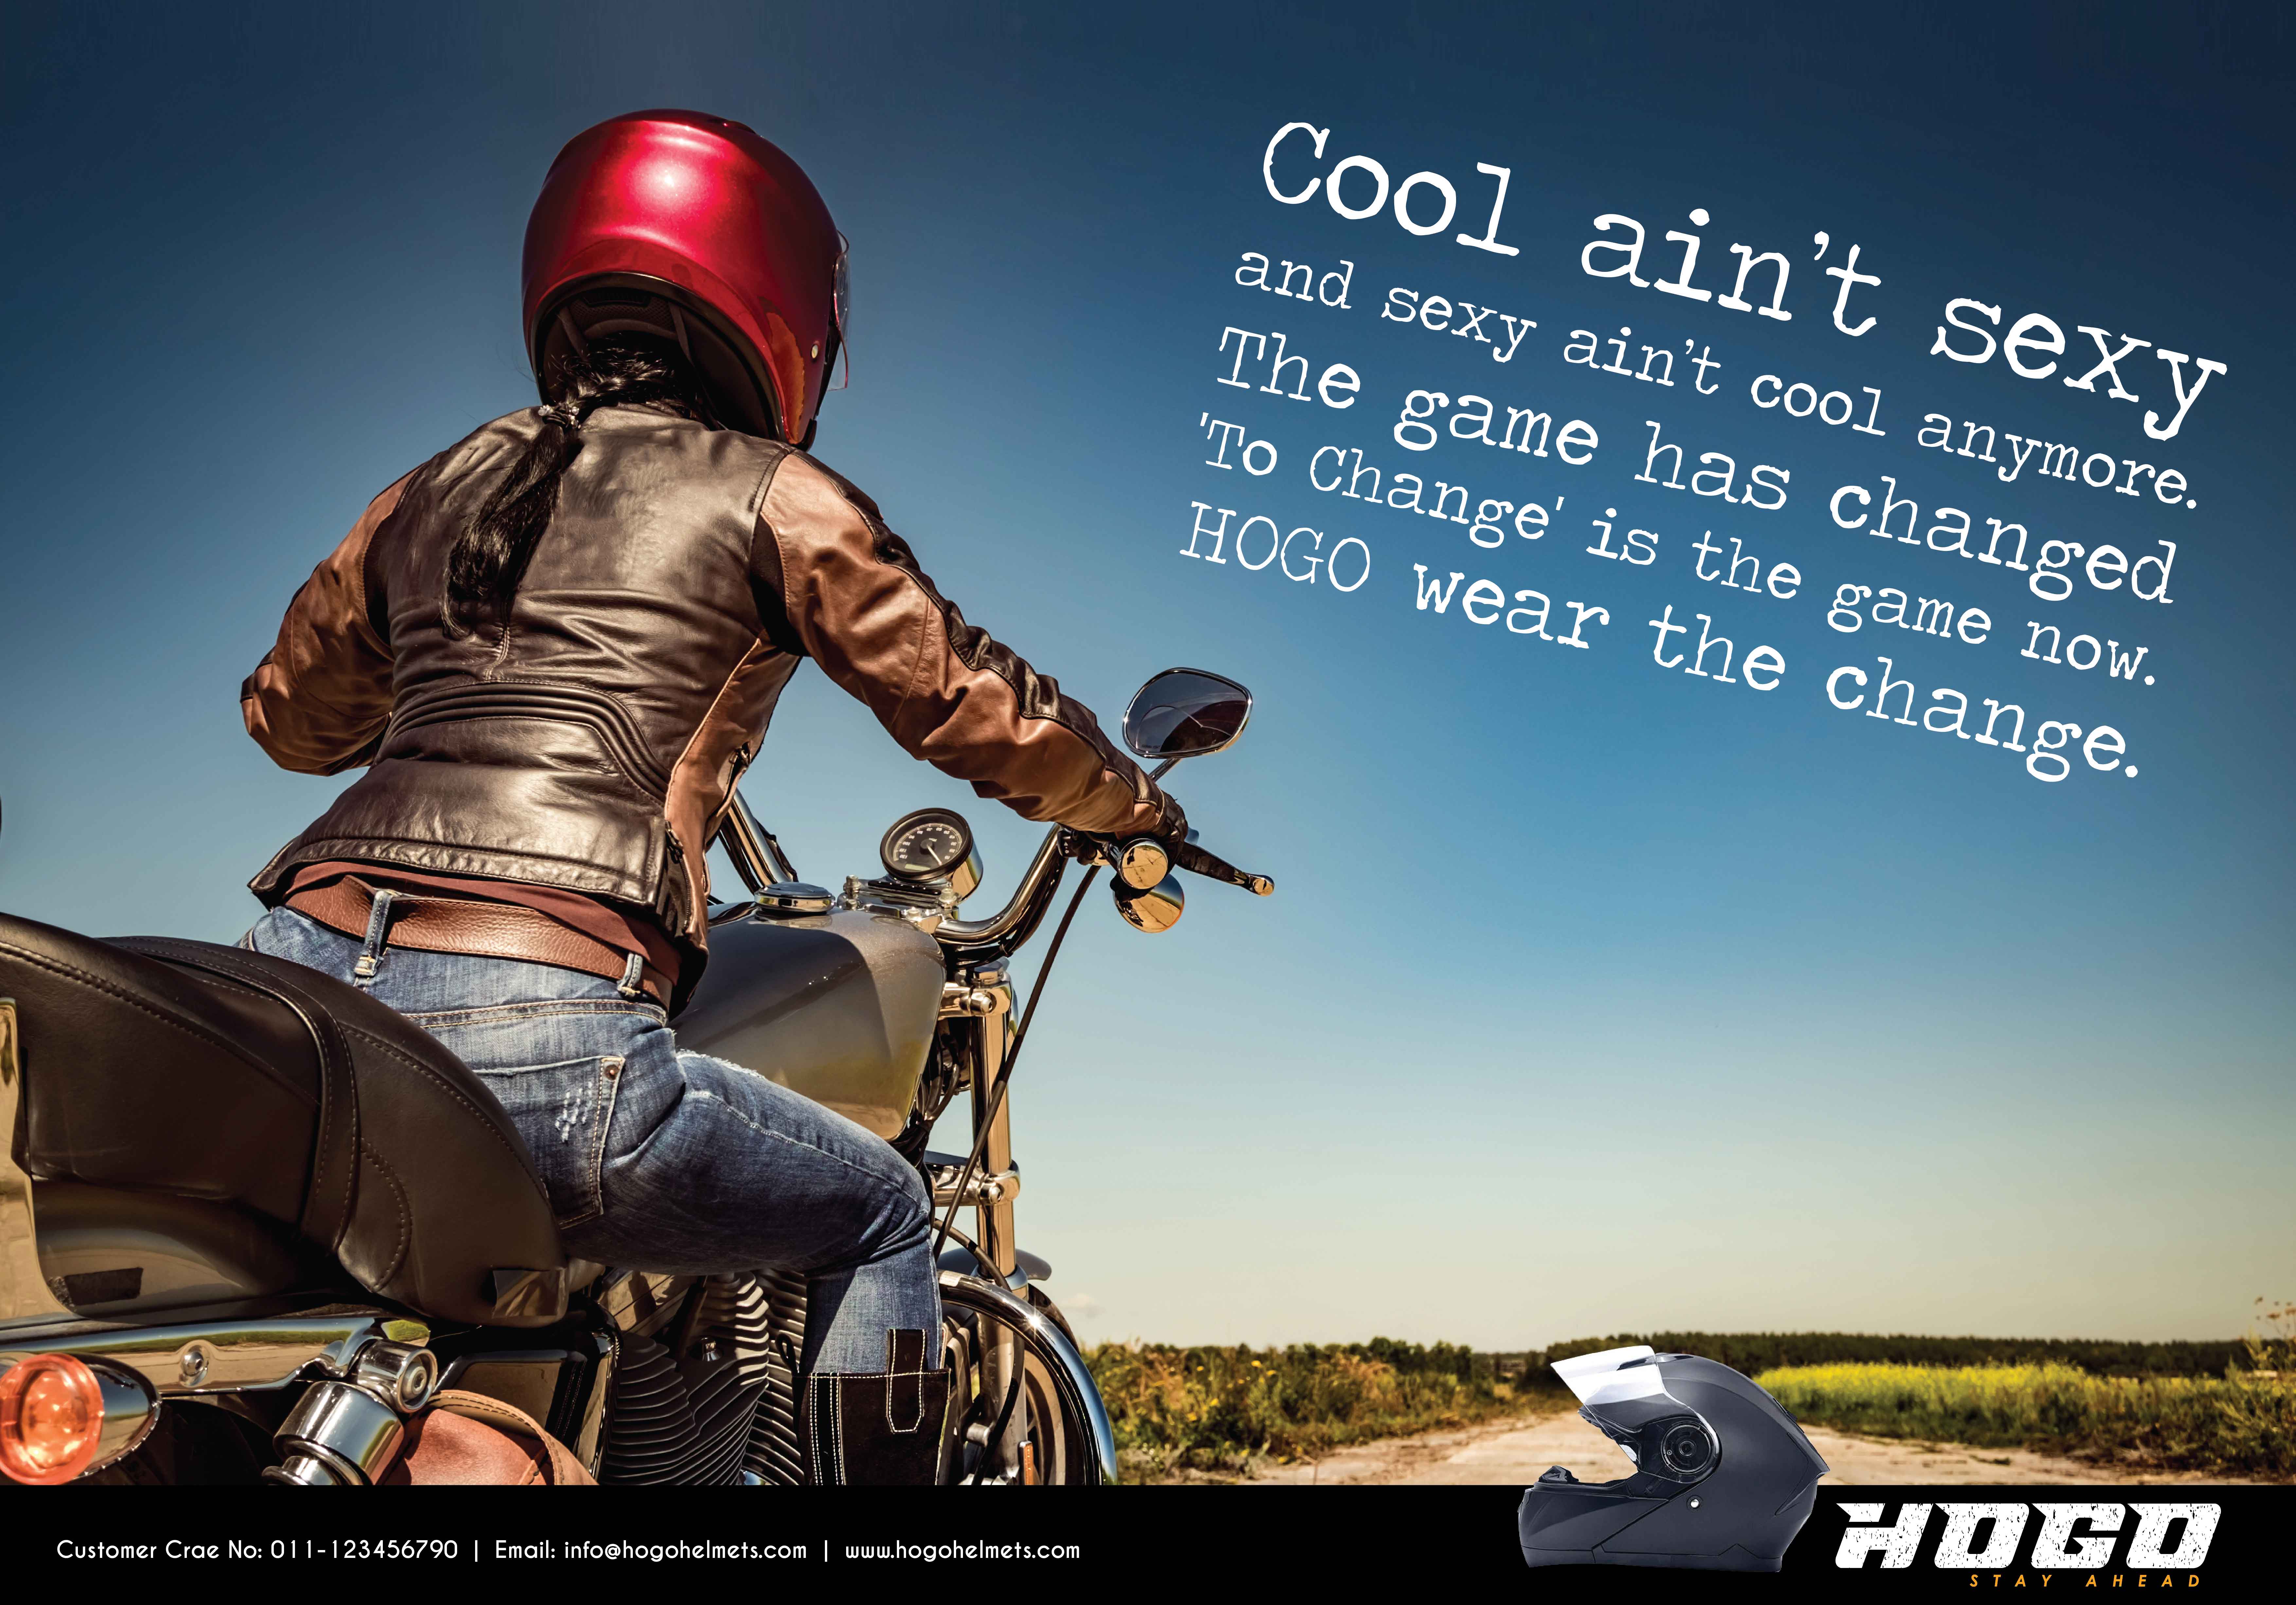 Cool ain't sexy
and sexy ain't cool anymore.
The game has changed
'To Change' is the game now.
HOGO wear the change.
Customer Crae No: 011-123456790 | Email: info@hogohelmets.com | www.hogohelmets.com
HOGO
STAY AHEAD